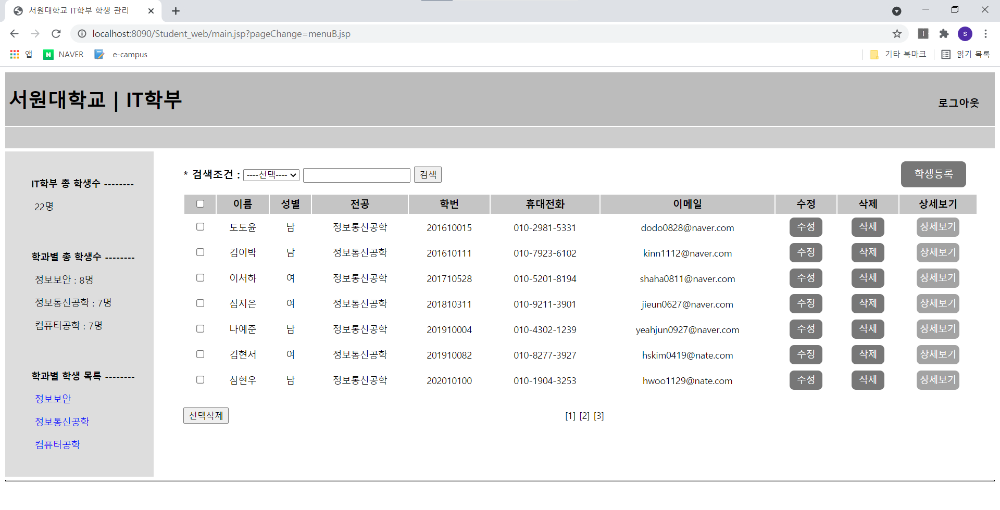 서원대학교 IT학부 학생 관리
localhost:8090/Student_web/main.jsp?pageChange=menuB.jsp
I
s
앱 N NAVER e-campus 기타 북마크 읽기 목록
서원대학교 | IT학부
로그아웃
IT학부 총 학생수 --------
22명
학과별 총 학생수 --------
정보보안 : 8명
정보통신공학 : 7명
컴퓨터공학 : 7명
학과별 학생 목록 --------
정보보안
정보통신공학
컴퓨터공학
* 검색조건 : ----선택---- 검색
학생등록
이름 성별 전공 학번 휴대전화 이메일 수정 삭제 상세보기
도도윤 남 정보통신공학 201610015 010-2981-5331 dodo0828@naver.com 수정 삭제 상세보기
김이박 남 정보통신공학 201610111 010-7923-6102 kinn1112@naver.com 수정 삭제 상세보기
이서하 여 정보통신공학 201710528 010-5201-8194 shaha0811@naver.com 수정 삭제 상세보기
심지은 여 정보통신공학 201810311 010-9211-3901 jieun0627@naver.com 수정 삭제 상세보기
나예준 남 정보통신공학 201910004 010-4302-1239 yeahjun0927@naver.com 수정 삭제 상세보기
김현서 여 정보통신공학 201910082 010-8277-3927 hskim0419@nate.com 수정 삭제 상세보기
심현우 남 정보통신공학 202010100 010-1904-3253 hwoo1129@nate.com 수정 삭제 상세보기
선택삭제 [1] [2] [3]